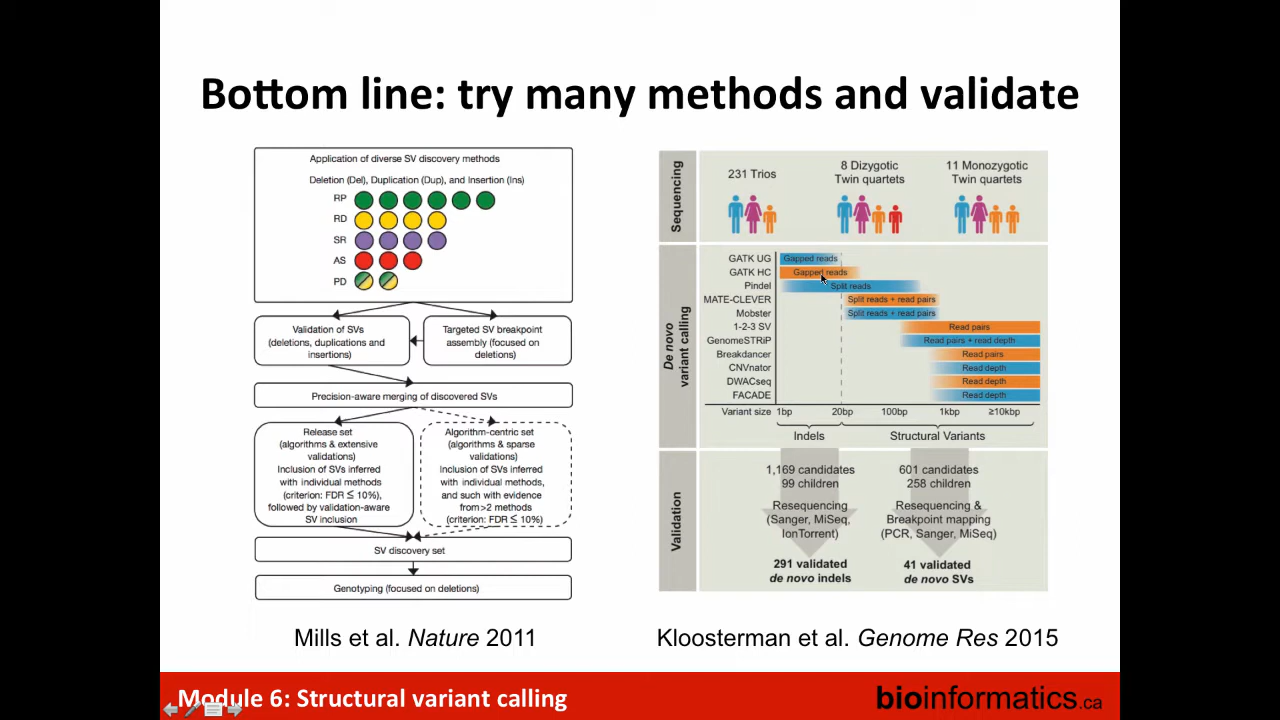 Bottom line: try many methods and validate
Application of diverse SV discovery methods
Deletion (Del), Duplication (Dup), and Insertion (Ins)
RP
RD
SR
AS
PD
Validation of SVs
(deletions, duplications and
insertions)
Targeted SV breakpoint
assembly (focused on
deletions)
Precision-aware merging of discovered SVs
Release set
(algorithms & extensive
validations)
Inclusion of SVs inferred
with individual methods
(criterion: FDR ≤ 10%),
followed by validation-aware
SV inclusion
Algorithm-centric set
(algorithms & sparse
validations)
Inclusion of SVs inferred
with individual methods,
and such with evidence
from>2 methods
(criterion: FDR ≤ 10%)
SV discovery set
Genotyping (focused on deletions)
Mills et al. Nature 2011
Sequencing
231 Trios
8 Dizygotic
Twin quartets
11 Monozygotic
Twin quartets
De novo
variant calling
GATK UG Gapped reads
GATK HC Gapped reads
Pindel Split reads
MATE-CLEVER Split reads + read pairs
Mobster Split reads + read pairs
1-2-3 SV Read pairs
GenomeSTRiP Read pairs + read depth
Breakdancer Read pairs
CNVnator Read depth
DWACseq Read depth
FACADE Read depth
Variant size 1bp 20bp 100bp 1kbp ≥10kbp
Indels Structural Variants
Validation
1,169 candidates
99 children
Resequencing
(Sanger, MiSeq,
IonTorrent)
291 validated
de novo indels
601 candidates
258 children
Resequencing &
Breakpoint mapping
(PCR, Sanger, MiSeq)
41 validated
de novo SVs
Kloosterman et al. Genome Res 2015
Module 6: Structural variant calling
bioinformatics.ca